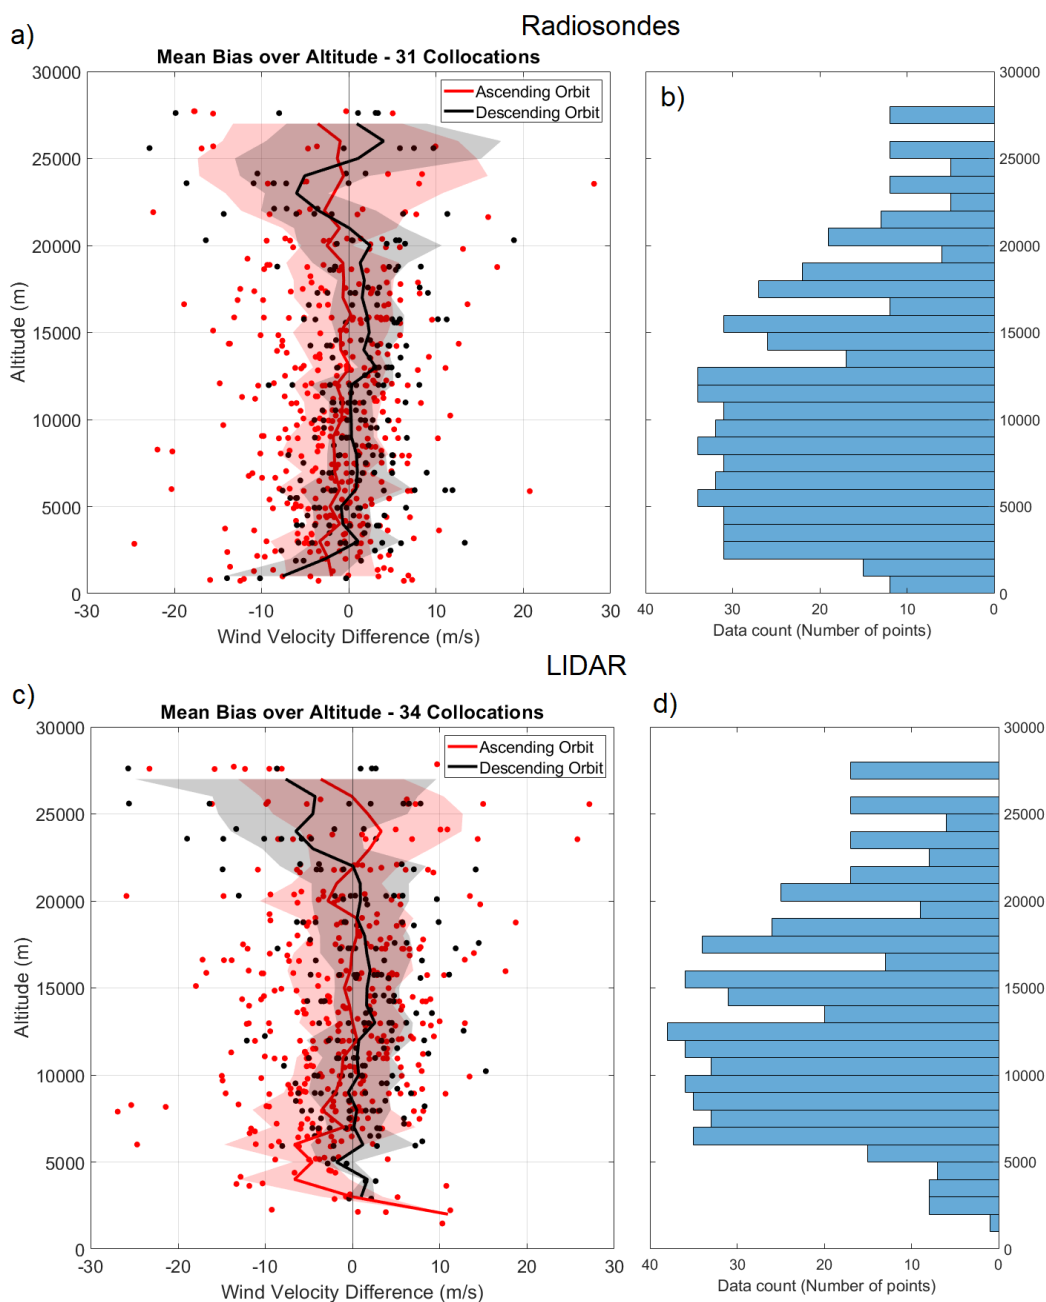 Radiosondes
a)
Mean Bias over Altitude - 31 Collocations
Ascending Orbit
Descending Orbit
30000
25000
20000
15000
10000
5000
0
Altitude (m)
-30 -20 -10 0 10 20 30
Wind Velocity Difference (m/s)
b)
30000
25000
20000
15000
10000
5000
0
40 30 20 10 0
Data count (Number of points)
LIDAR
c)
Mean Bias over Altitude - 34 Collocations
Ascending Orbit
Descending Orbit
30000
25000
20000
15000
10000
5000
0
Altitude (m)
-30 -20 -10 0 10 20 30
Wind Velocity Difference (m/s)
d)
30000
25000
20000
15000
10000
5000
0
40 30 20 10 0
Data count (Number of points)